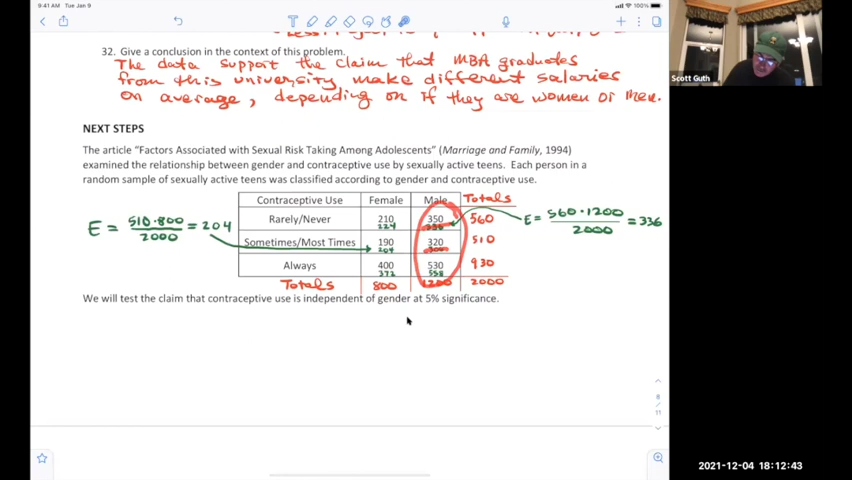 9:41 AM Tue Jan 9
100%
32. Give a conclusion in the context of this problem.
The data support the claim that MBA graduates
from this university make different salaries
on average, depending on if they are women or men.
NEXT STEPS
The article "Factors Associated with Sexual Risk Taking Among Adolescents" (Marriage and Family, 1994)
examined the relationship between gender and contraceptive use by sexually active teens. Each person in a
random sample of sexually active teens was classified according to gender and contraceptive use.
Contraceptive Use Female Male Totals
Rarely/Never 210 350 560
224 336
Sometimes/Most Times 190 320 510
204 306
Always 400 530 930
372 558
Totals 800 1200 2000
E = 510·800 / 2000 = 204
E = 560·1200 / 2000 = 336
We will test the claim that contraceptive use is independent of gender at 5% significance.
Scott Guth
8
/
11
2021-12-04 18:12:43